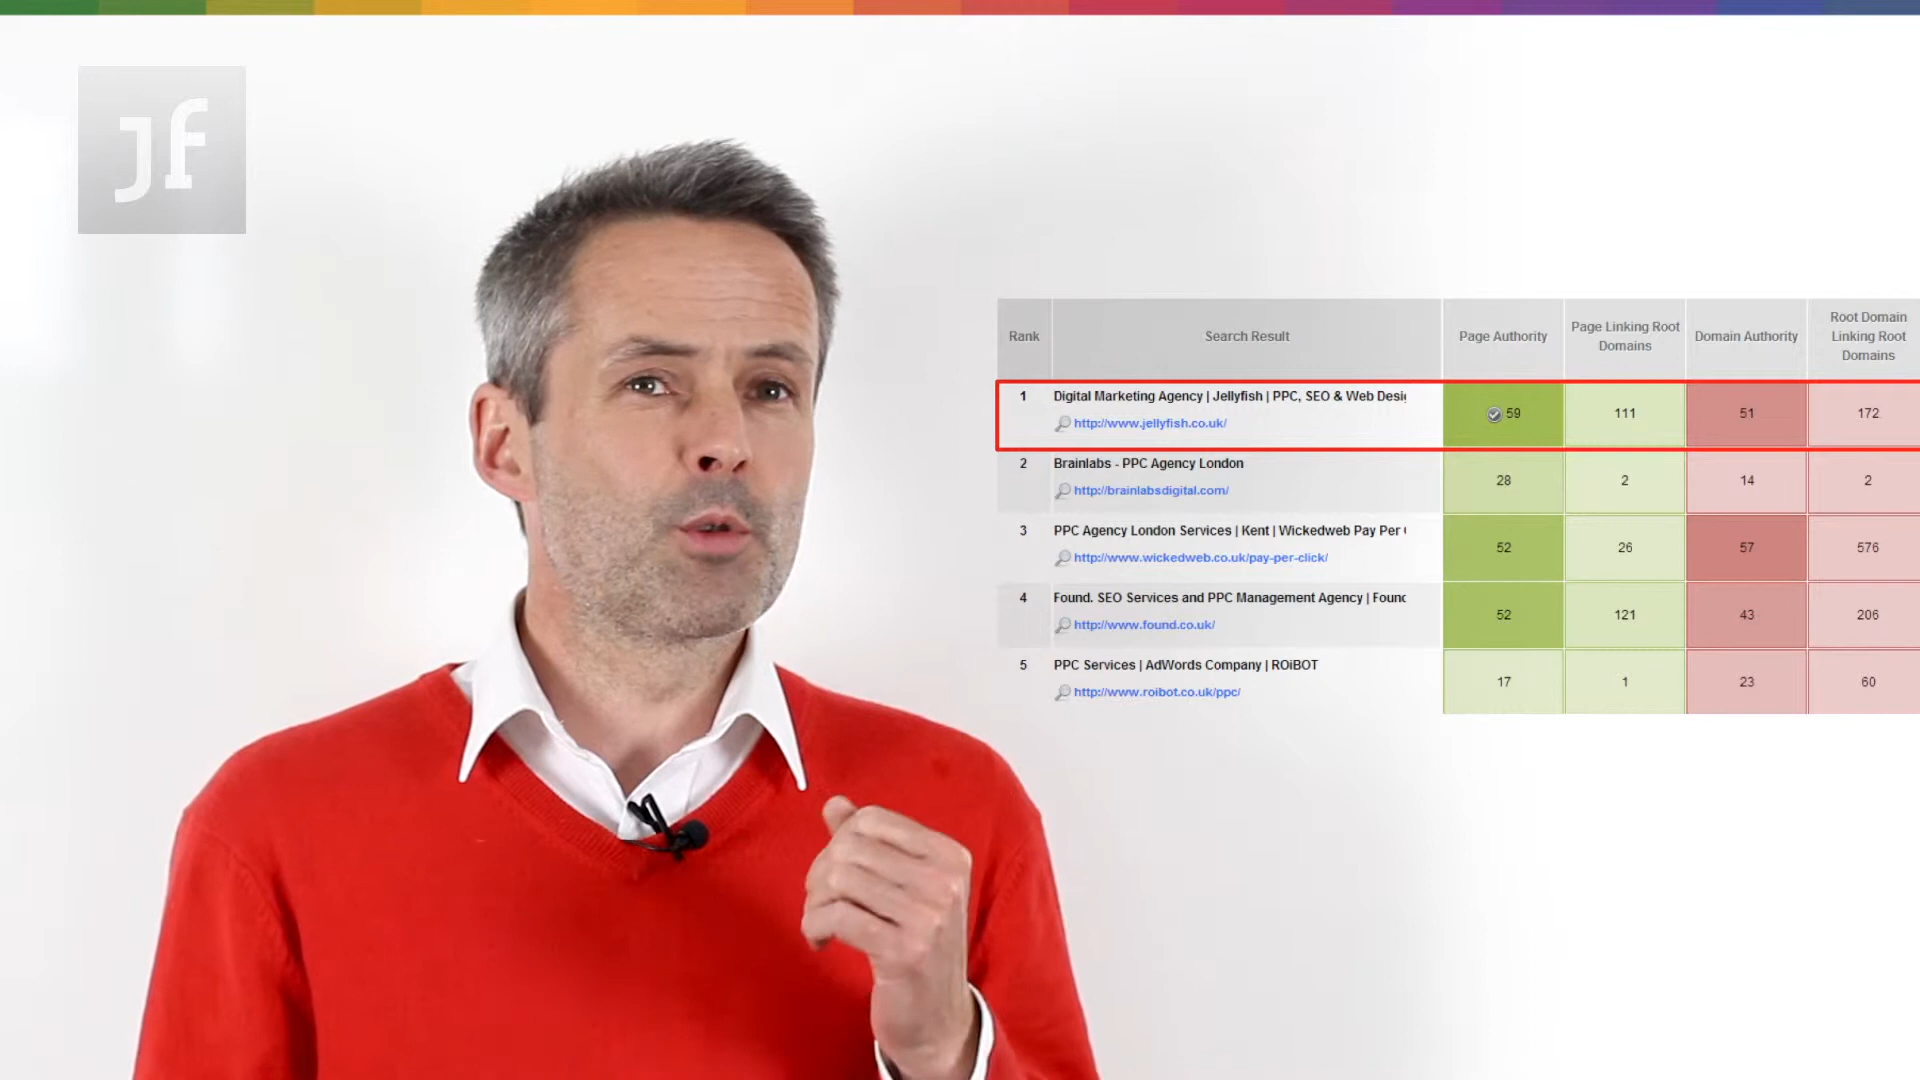 Jf
Rank Search Result Page Authority Page Linking Root Domains Domain Authority Root Domain Linking Root Domains
1 Digital Marketing Agency | Jellyfish | PPC, SEO & Web 59 111 51 172
http://www.jellyfish.co.uk/
2 Brainlabs - PPC Agency London 28 2 14 2
http://brainlabsdigital.com/
3 PPC Agency London Services | Kent | Wickedweb Pay Per 52 26 57 576
http://www.wickedweb.co.uk/pay-per-click/
4 Found. SEO Services and PPC Management Agency | 52 121 43 206
http://www.found.co.uk/
5 PPC Services | AdWords Company | ROiBOT 17 1 23 60
http://www.roibot.co.uk/ppc/